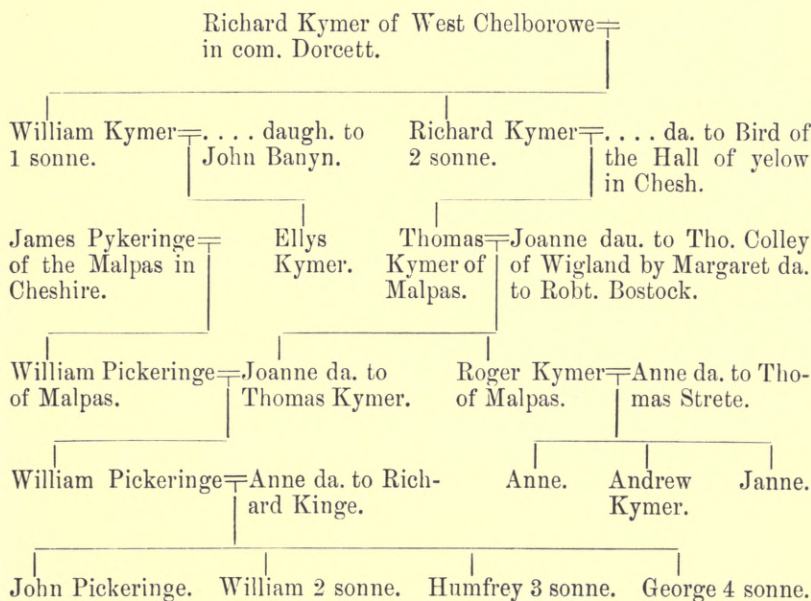 Richard Kymer of West Chelborowe
in com. Dorcett.
William Kymer
1 sonne.
. . . . daugh. to
John Banyn.
Richard Kymer
2 sonne.
. . . . da. to Bird of
the Hall of yelow
in Chesh.
James Pykeringe
of the Malpas in
Cheshire.
Ellys
Kymer.
Thomas
Kymer of
Malpas.
Joanne dau. to Tho. Colley
of Wigland by Margaret da.
to Robt. Bostock.
William Pickeringe
of Malpas.
Joanne da. to
Thomas Kymer.
Roger Kymer
of Malpas.
Anne da. to Tho-
mas Strete.
William Pickeringe
Anne da. to Rich-
ard Kinge.
Anne.
Andrew
Kymer.
Janne.
John Pickeringe.
William 2 sonne.
Humfrey 3 sonne.
George 4 sonne.